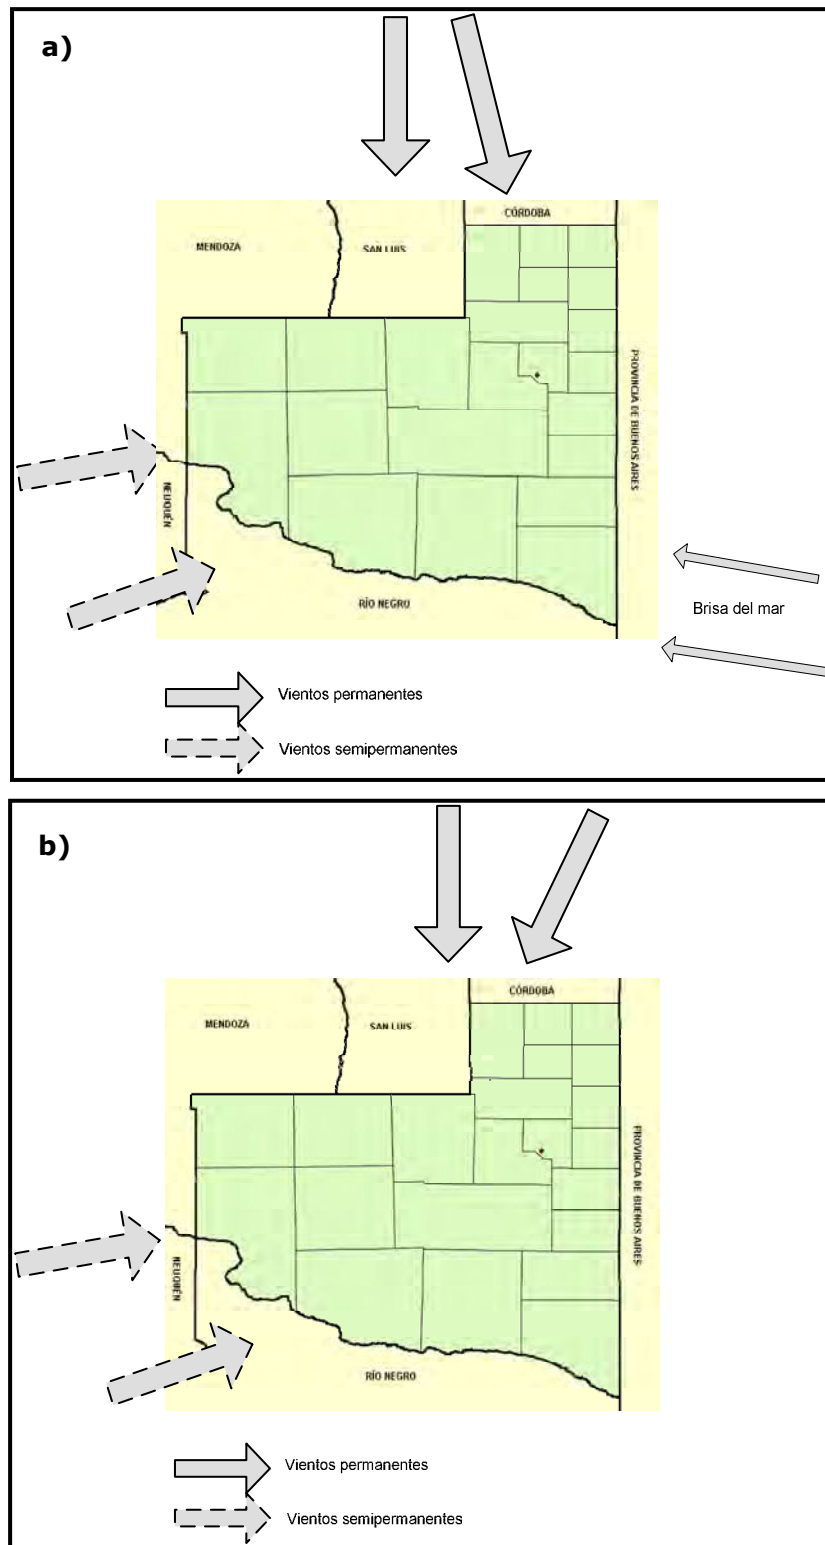 a)
CÓRDOBA
MENDOZA
SAN LUIS
PROVINCIA DE BUENOS AIRES
NEUQUÉN
RÍO NEGRO
Brisa del mar
Vientos permanentes
Vientos semipermanentes
b)
CÓRDOBA
MENDOZA
SAN LUIS
PROVINCIA DE BUENOS AIRES
NEUQUÉN
RÍO NEGRO
Vientos permanentes
Vientos semipermanentes